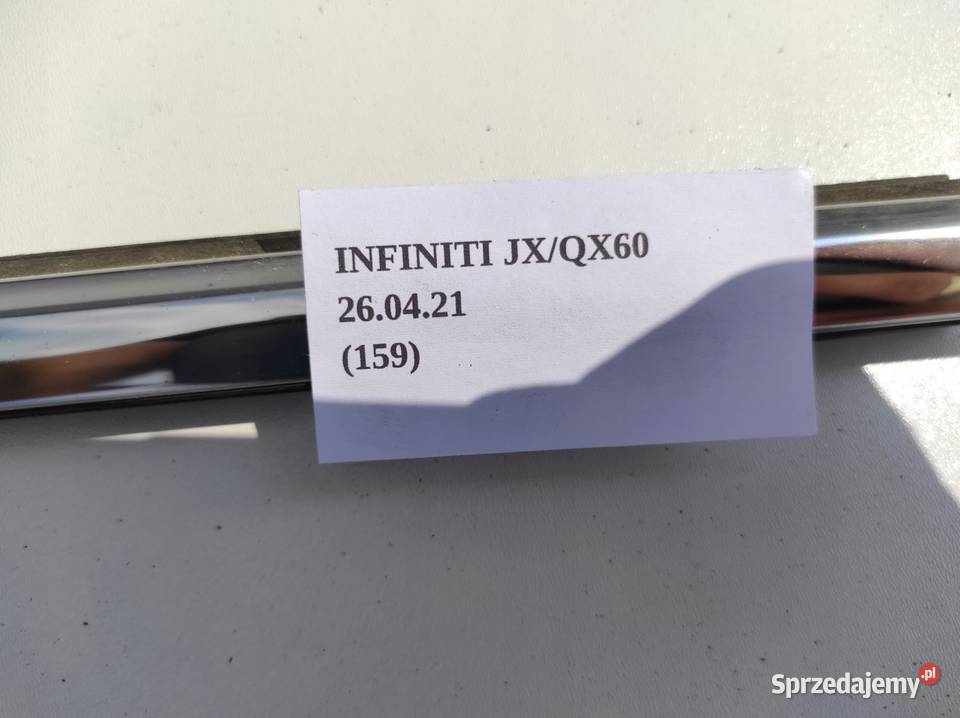 INFINITI JX/QX60
26.04.21
(159)
Sprzedajemy.pl